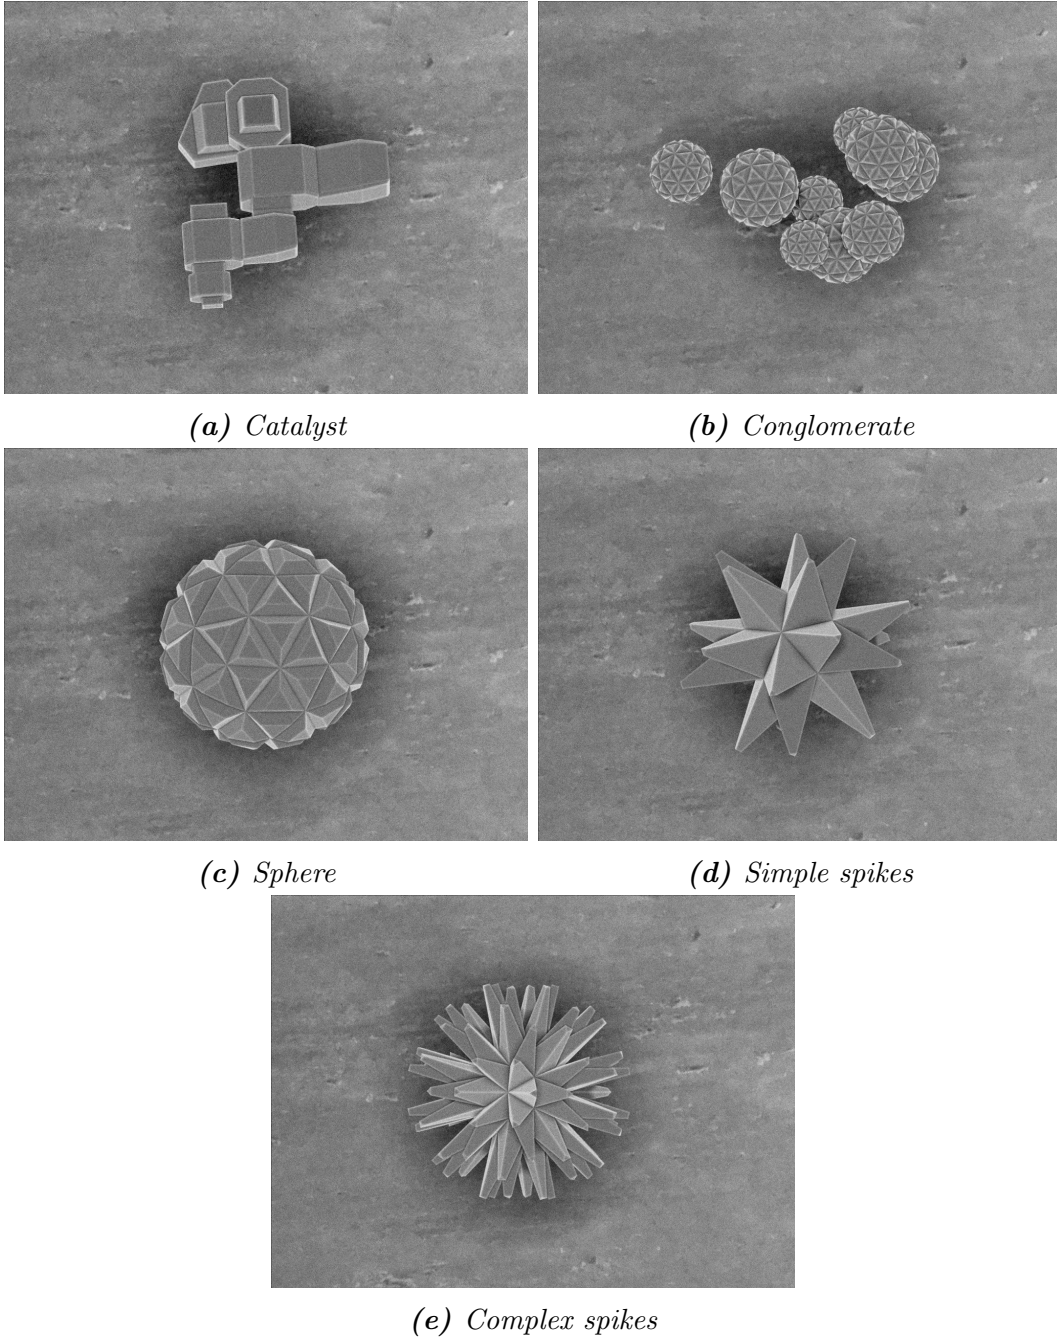 (a) Catalyst
(b) Conglomerate
(c) Sphere
(d) Simple spikes
(e) Complex spikes